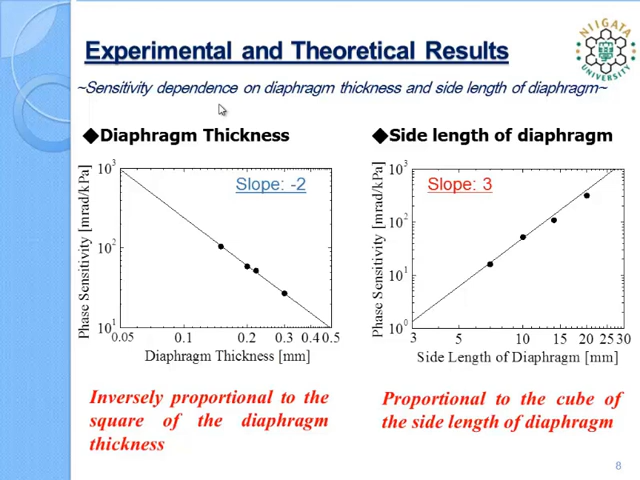 NIIGATA
UNIVERSITY
Experimental and Theoretical Results
~Sensitivity dependence on diaphragm thickness and side length of diaphragm~
◆Diaphragm Thickness
Slope: -2
Phase Sensitivity [mrad/kPa]
10³
10²
10¹
0.05 0.1 0.2 0.3 0.4 0.5
Diaphragm Thickness [mm]
Inversely proportional to the
square of the diaphragm
thickness
◆Side length of diaphragm
Slope: 3
Phase Sensitivity [mrad/kPa]
10³
10²
10¹
10⁰
3 5 10 15 20 25 30
Side Length of Diaphragm [mm]
Proportional to the cube of
the side length of diaphragm
8